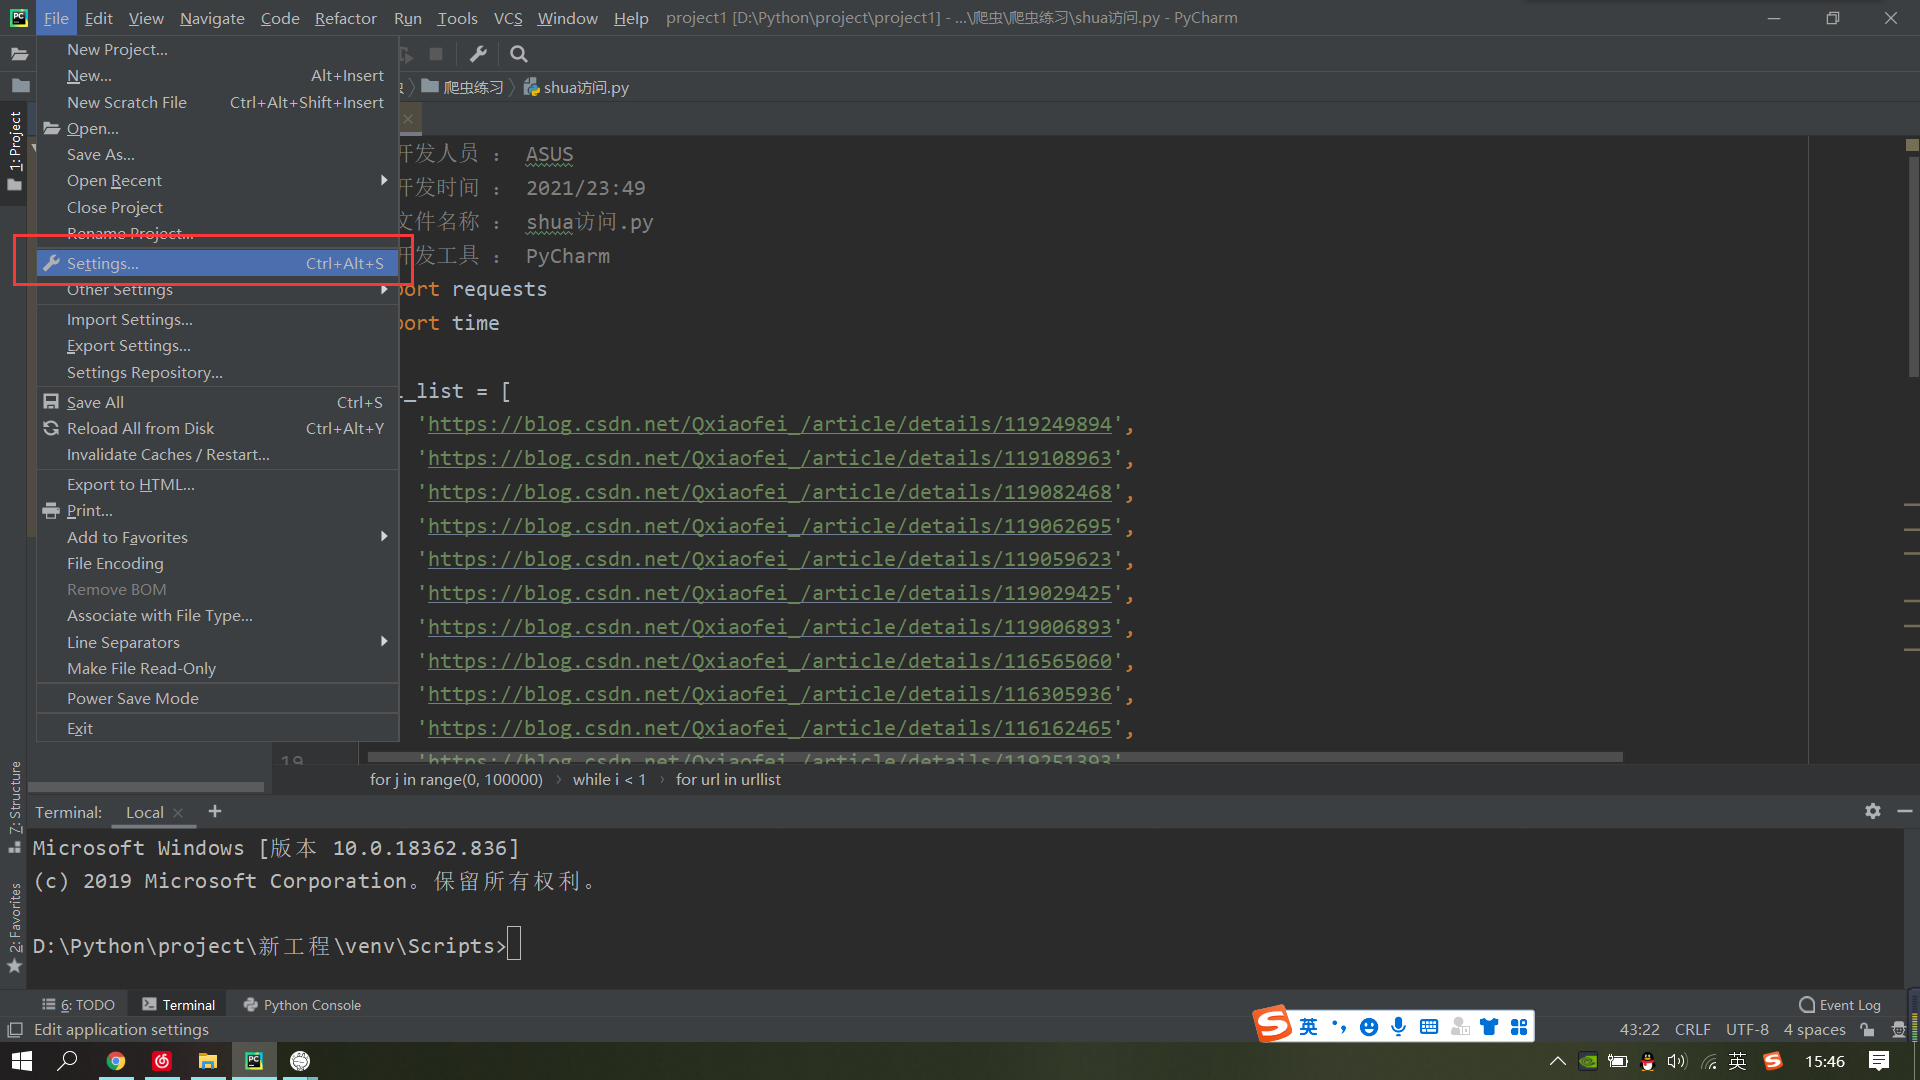 File Edit View Navigate Code Refactor Run Tools VCS Window Help project1 [D:\Python\project\project1] - ...\爬虫\爬虫练习\shua访问.py - PyCharm
爬虫练习 shua访问.py
New Project...
New... Alt+Insert
New Scratch File Ctrl+Alt+Shift+Insert
Open...
Save As...
Open Recent
Close Project
Rename Project...
Settings... Ctrl+Alt+S
Other Settings
Import Settings...
Export Settings...
Settings Repository...
Save All Ctrl+S
Reload All from Disk Ctrl+Alt+Y
Invalidate Caches / Restart...
Export to HTML...
Print...
Add to Favorites
File Encoding
Remove BOM
Associate with File Type...
Line Separators
Make File Read-Only
Power Save Mode
Exit
1: Project
7: Structure
2: Favorites
开发人员 : ASUS
开发时间 : 2021/23:49
文件名称 : shua访问.py
开发工具 : PyCharm
port requests
port time
_list = [
'https://blog.csdn.net/Qxiaofei_/article/details/119249894',
'https://blog.csdn.net/Qxiaofei_/article/details/119108963',
'https://blog.csdn.net/Qxiaofei_/article/details/119082468',
'https://blog.csdn.net/Qxiaofei_/article/details/119062695',
'https://blog.csdn.net/Qxiaofei_/article/details/119059623',
'https://blog.csdn.net/Qxiaofei_/article/details/119029425',
'https://blog.csdn.net/Qxiaofei_/article/details/119006893',
'https://blog.csdn.net/Qxiaofei_/article/details/116565060',
'https://blog.csdn.net/Qxiaofei_/article/details/116305936',
'https://blog.csdn.net/Qxiaofei_/article/details/116162465',
19 'https://blog.csdn.net/Qxiaofei_/article/details/119251393'
for j in range(0, 100000) › while i < 1 › for url in urllist
Terminal: Local
Microsoft Windows [版本 10.0.18362.836]
(c) 2019 Microsoft Corporation。保留所有权利。
D:\Python\project\新工程\venv\Scripts>
6: TODO Terminal Python Console Event Log
Edit application settings 英 43:22 CRLF UTF-8 4 spaces
英 15:46